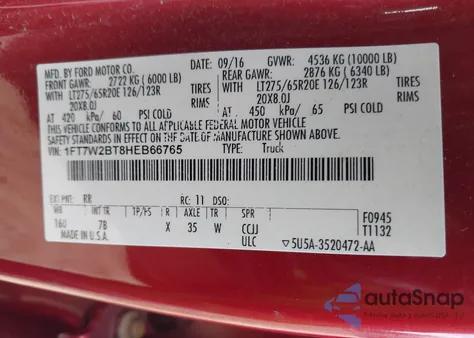 MFD. BY FORD MOTOR CO.
09/16 GVWR: 4536 KG (10000 LB)
FRONT GAWR: 2722 KG ( 6000 LB) REAR GAWR: 2876 KG ( 6340 LB)
WITH LT275/65R20E 126/123R TIRES WITH LT275/65R20E 126/123R TIRES
20X8.0J RIMS 20X8.0J RIMS
AT 420 kPa/ 60 PSI COLD AT 450 kPa/ 65 PSI COLD
THIS VEHICLE CONFORMS TO ALL APPLICABLE FEDERAL MOTOR VEHICLE
SAFETY STANDARDS IN EFFECT ON THE DATE OF MANUFACTURE SHOWN ABOVE.
VIN: 1FT7W2BT8HEB66765 TYPE: Truck
EXT PNT: RR RC: 11 DSO: F0945
WB INT TR TP/PS R AXLE TR SPR T1132
160 7B X 35 W CCJJ
MADE IN U.S.A. ULC 5U5A-3520472-AA
autoSnap